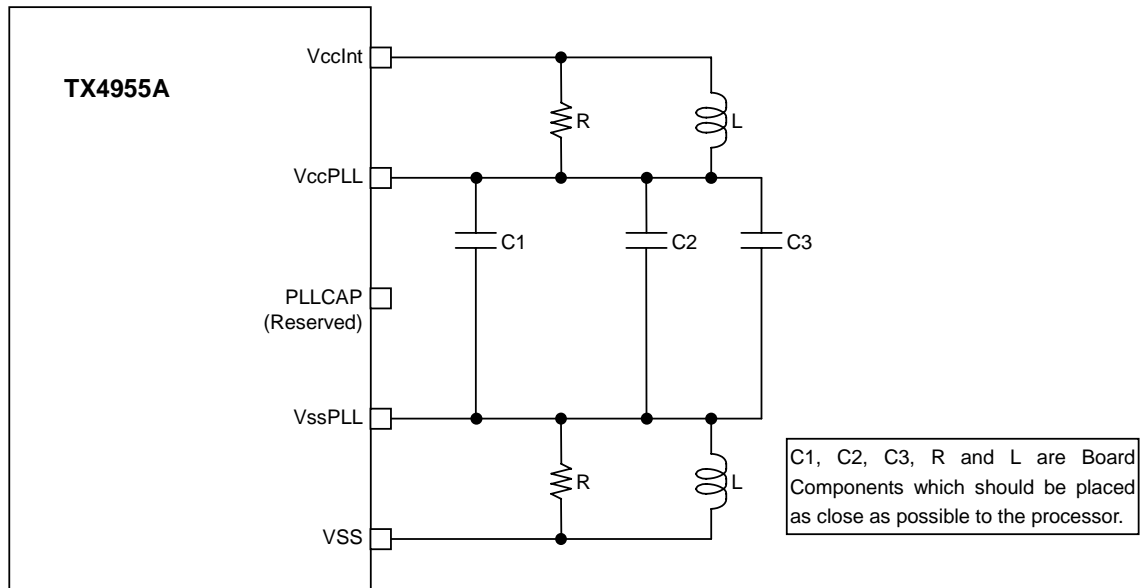 VccInt
TX4955A
R
L
VccPLL
C1
C2
C3
PLLCAP
(Reserved)
VssPLL
R
L
VSS
C1, C2, C3, R and L are Board
Components which should be placed
as close as possible to the processor.